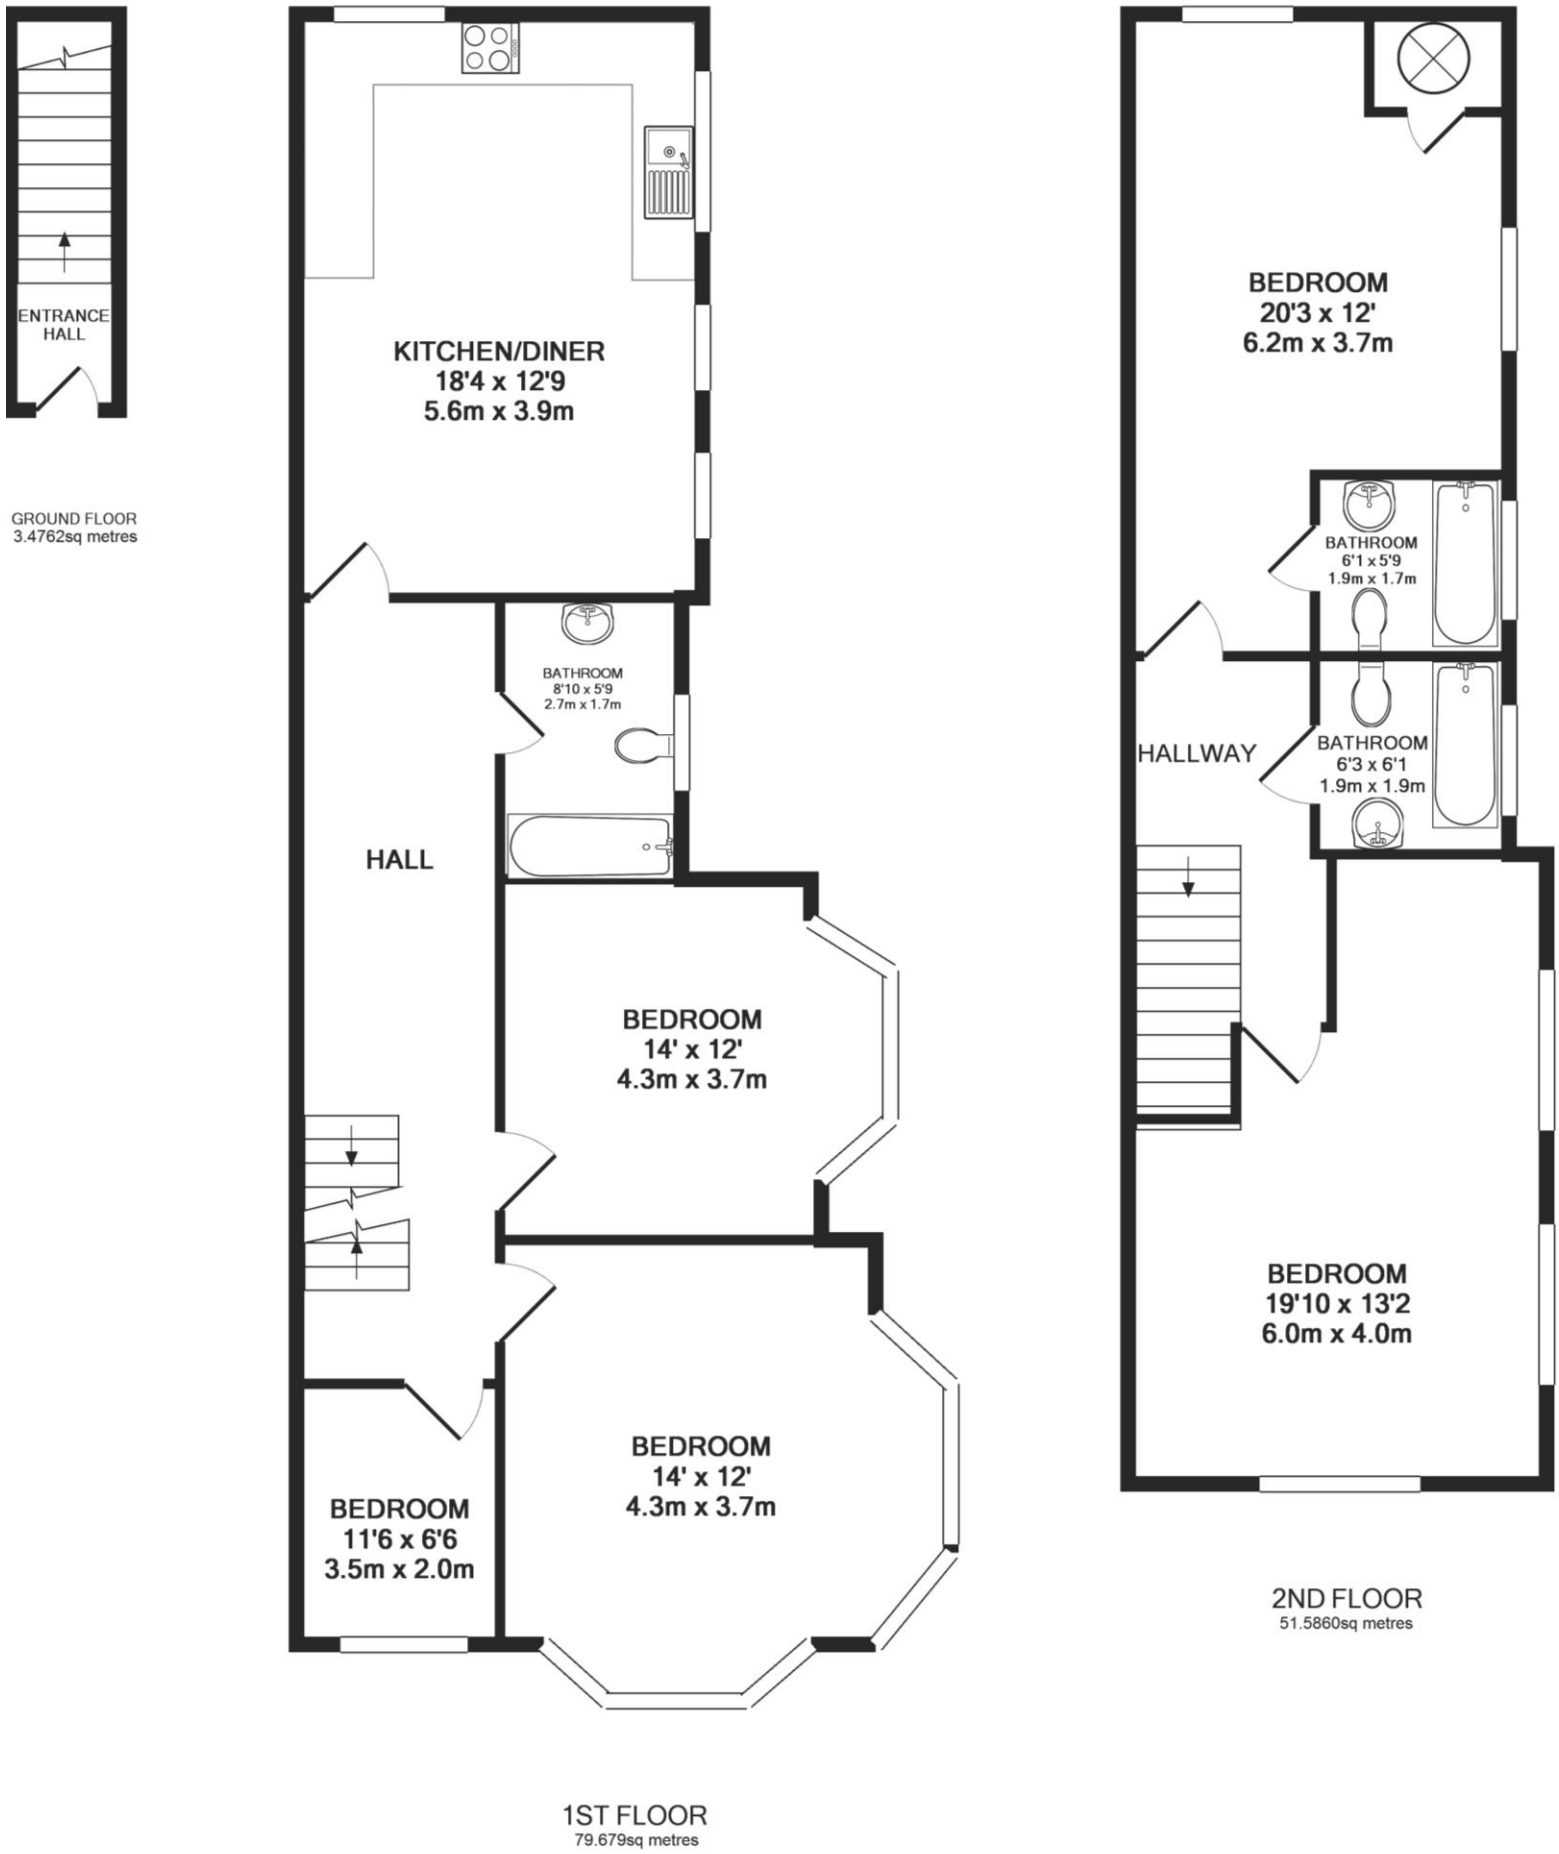 ENTRANCE
HALL
GROUND FLOOR
3.4762sq metres
KITCHEN/DINER
18'4 x 12'9
5.6m x 3.9m
BATHROOM
8'10 x 5'9
2.7m x 1.7m
HALL
BEDROOM
14' x 12'
4.3m x 3.7m
BEDROOM
14' x 12'
4.3m x 3.7m
BEDROOM
11'6 x 6'6
3.5m x 2.0m
1ST FLOOR
79.679sq metres
BEDROOM
20'3 x 12'
6.2m x 3.7m
BATHROOM
6'1 x 5'9
1.9m x 1.7m
HALLWAY
BATHROOM
6'3 x 6'1
1.9m x 1.9m
BEDROOM
19'10 x 13'2
6.0m x 4.0m
2ND FLOOR
51.5860sq metres